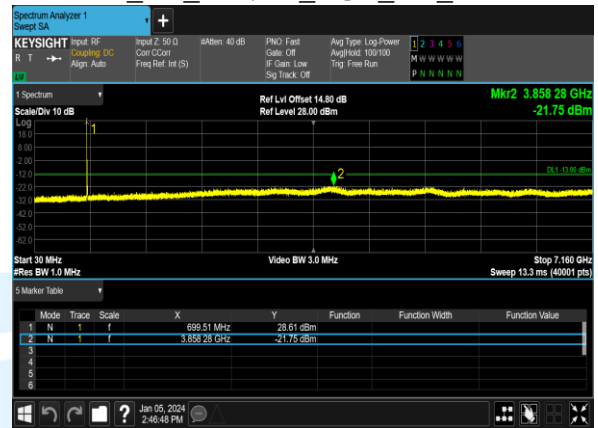 Spectrum Analyzer 1
Swept SA
+
KEYSIGHT Input: RF Input Z: 50 Ω #Atten: 40 dB PNO: Fast Avg Type: Log-Power 1 2 3 4 5 6
R T Coupling: DC Corr CCorr Gate: Off Avg|Hold: 100/100 M W W W W W
Align: Auto Freq Ref: Int (S) IF Gain: Low Trig: Free Run
LV Sig Track: Off P N N N N N
1 Spectrum Ref Lvl Offset 14.80 dB Mkr2 3.858 28 GHz
Scale/Div 10 dB Ref Level 28.00 dBm -21.75 dBm
Log
1
18.0
8.00
-2.00
-12.0 2 DL1 -13.00 dBm
-22.0
-32.0
-42.0
-52.0
-62.0
Start 30 MHz Video BW 3.0 MHz Stop 7.160 GHz
#Res BW 1.0 MHz Sweep 13.3 ms (40001 pts)
5 Marker Table
Mode Trace Scale X Y Function Function Width Function Value
1 N 1 f 699.51 MHz 28.61 dBm
2 N 1 f 3.858 28 GHz -21.75 dBm
3
4
5
6
? Jan 05, 2024
2:46:48 PM